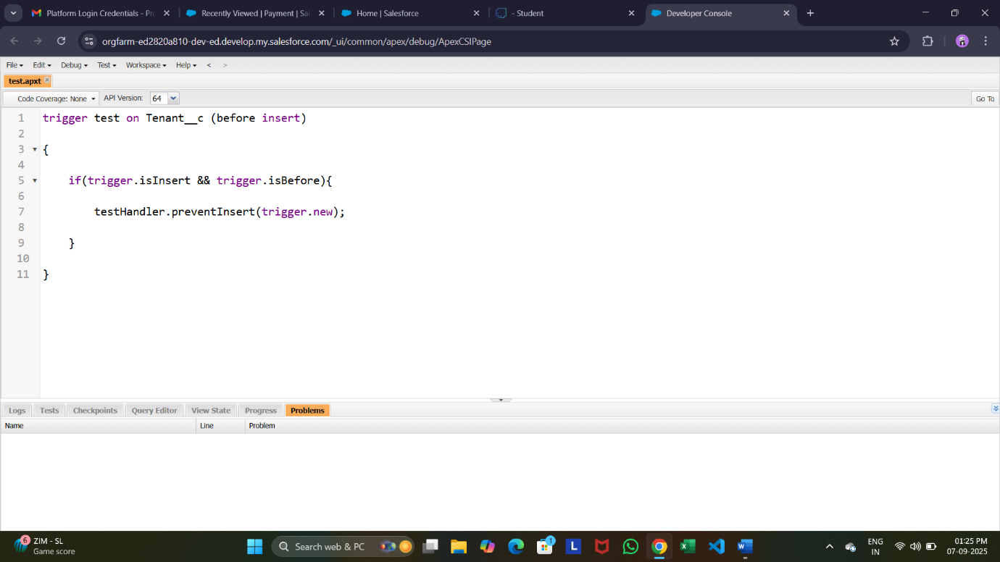 Platform Login Credentials - Pro
Recently Viewed | Payment | Sal
Home | Salesforce
- Student
Developer Console
orgfarm-ed2820a810-dev-ed.develop.my.salesforce.com/_ui/common/apex/debug/ApexCSIPage
File Edit Debug Test Workspace Help < >
test.apxt
Code Coverage: None API Version: 64 Go To
1 trigger test on Tenant__c (before insert)
2
3 {
4
5 if(trigger.isInsert && trigger.isBefore){
6
7 testHandler.preventInsert(trigger.new);
8
9 }
10
11 }
Logs Tests Checkpoints Query Editor View State Progress Problems
Name Line Problem
6 ZIM - SL
Game score
Search web & PC
1
L
ENG
IN
01:25 PM
07-09-2025